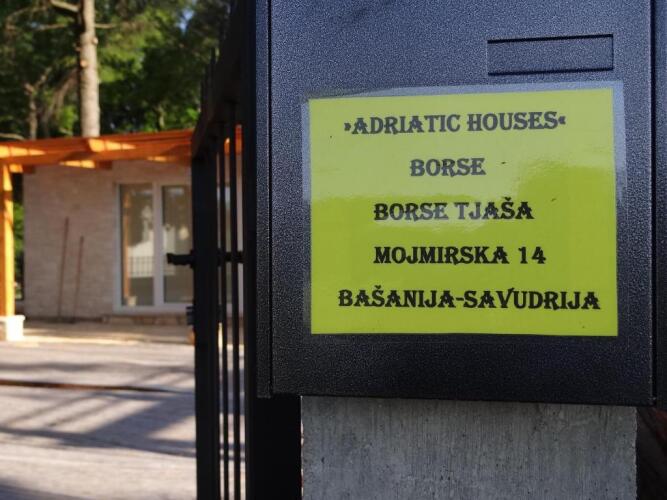 »ADRIATIC HOUSES«
BORSE
BORSE TJAŠA
MOJMIRSKA 14
BAŠANIJA-SAVUDRIJA